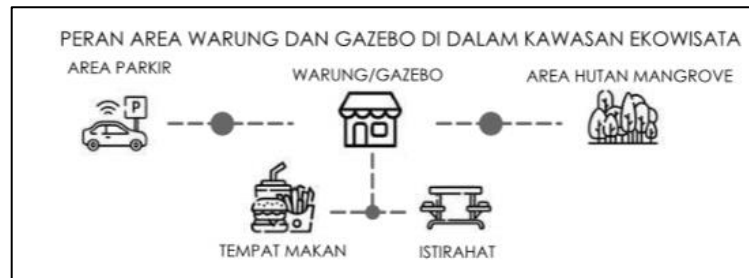 PERAN AREA WARUNG DAN GAZEBO DI DALAM KAWASAN EKOWISATA
AREA PARKIR
WARUNG/GAZEBO
AREA HUTAN MANGROVE
P
TEMPAT MAKAN
ISTIRAHAT